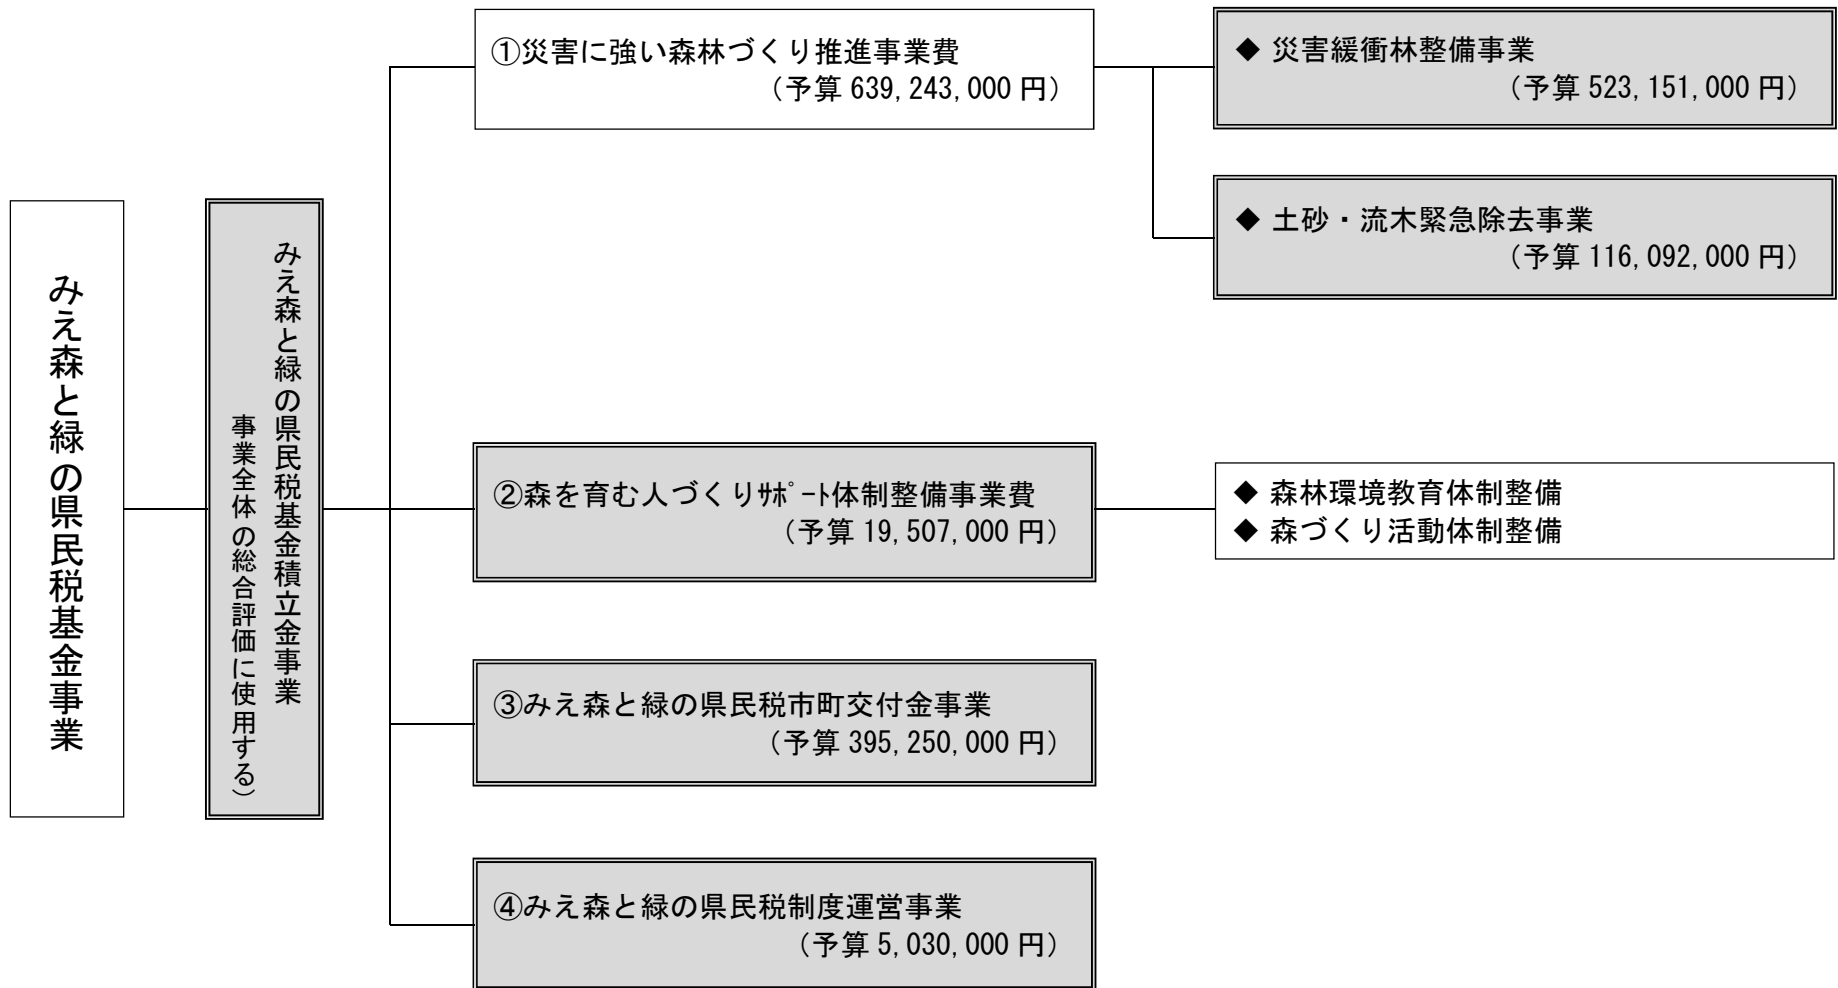 みえ森と緑の県民税基金事業
みえ森と緑の県民税基金積立金事業
事業全体の総合評価に使用する）
①災害に強い森林づくり推進事業費
（予算 639,243,000 円）
◆ 災害緩衝林整備事業
（予算 523,151,000 円）
◆ 土砂・流木緊急除去事業
（予算 116,092,000 円）
②森を育む人づくりｻﾎﾟｰﾄ体制整備事業費
（予算 19,507,000 円）
◆ 森林環境教育体制整備
◆ 森づくり活動体制整備
③みえ森と緑の県民税市町交付金事業
（予算 395,250,000 円）
④みえ森と緑の県民税制度運営事業
（予算 5,030,000 円）